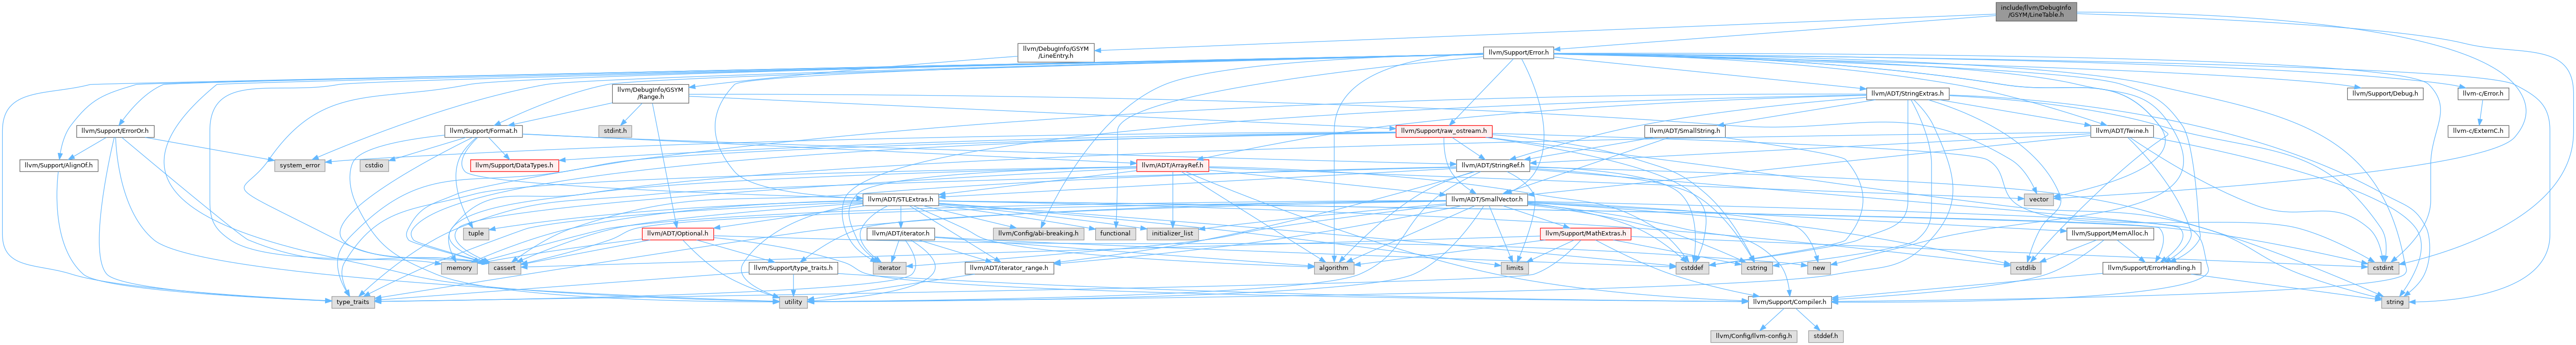 include/llvm/DebugInfo
/GSYM/LineTable.h
llvm/DebugInfo/GSYM
/LineEntry.h
llvm/Support/Error.h
llvm/DebugInfo/GSYM
/Range.h
llvm/ADT/StringExtras.h
llvm/Support/Debug.h
llvm-c/Error.h
llvm/Support/ErrorOr.h
llvm/Support/Format.h
stdint.h
llvm/Support/raw_ostream.h
llvm/ADT/SmallString.h
llvm/ADT/Twine.h
llvm-c/ExternC.h
llvm/Support/AlignOf.h
system_error
cstdio
llvm/Support/DataTypes.h
llvm/ADT/ArrayRef.h
llvm/ADT/StringRef.h
llvm/ADT/STLExtras.h
llvm/ADT/SmallVector.h
vector
tuple
llvm/ADT/Optional.h
llvm/ADT/iterator.h
llvm/Config/abi-breaking.h
functional
initializer_list
llvm/Support/MathExtras.h
llvm/Support/MemAlloc.h
memory
cassert
llvm/Support/type_traits.h
iterator
llvm/ADT/iterator_range.h
algorithm
limits
cstddef
cstring
new
cstdlib
llvm/Support/ErrorHandling.h
cstdint
type_traits
utility
llvm/Support/Compiler.h
string
llvm/Config/llvm-config.h
stddef.h